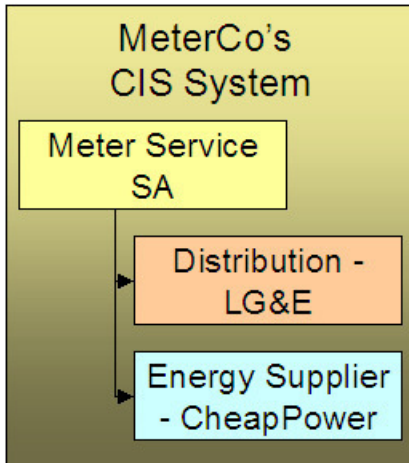 MeterCo's
CIS System
Meter Service
SA
Distribution -
LG&E
Energy Supplier
- CheapPower